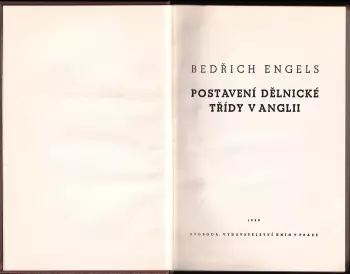 BEDŘICH ENGELS
POSTAVENÍ DĚLNICKÉ
TŘÍDY V ANGLII
SVOBODA, VYDAVATELSTVÍ KNIH V PRAZE